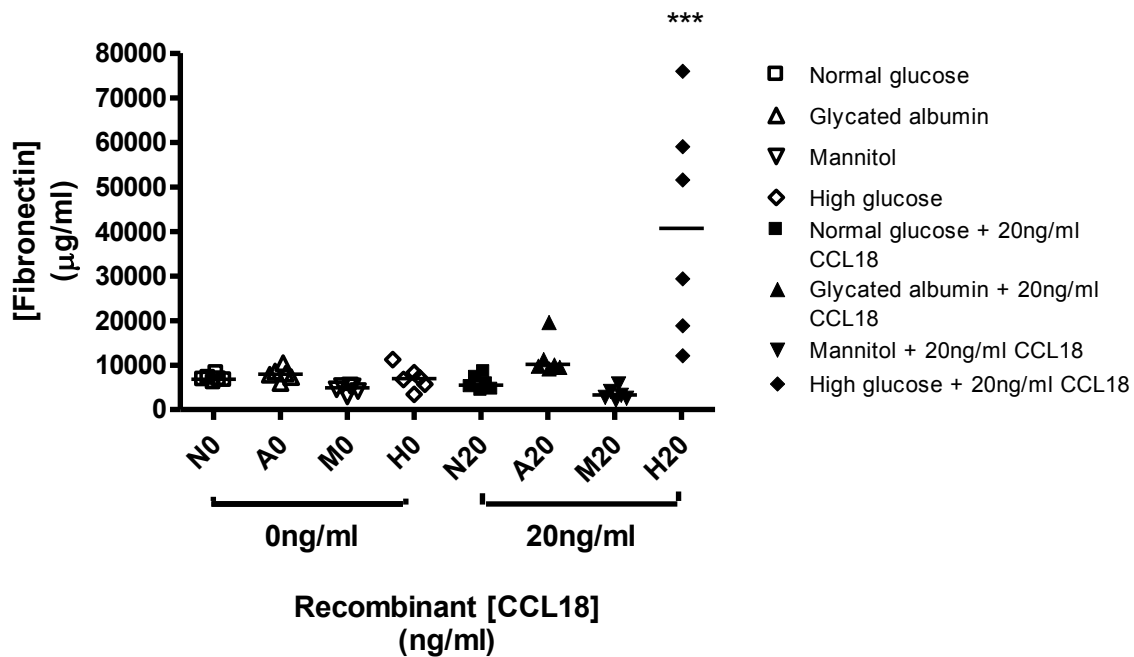 ***
80000
70000
60000
50000
40000
30000
20000
10000
0
[Fibronectin]
(μg/ml)
N0
A0
M0
H0
N20
A20
M20
H20
0ng/ml
20ng/ml
Recombinant [CCL18]
(ng/ml)
Normal glucose
Glycated albumin
Mannitol
High glucose
Normal glucose + 20ng/ml
CCL18
Glycated albumin + 20ng/ml
CCL18
Mannitol + 20ng/ml CCL18
High glucose + 20ng/ml CCL18